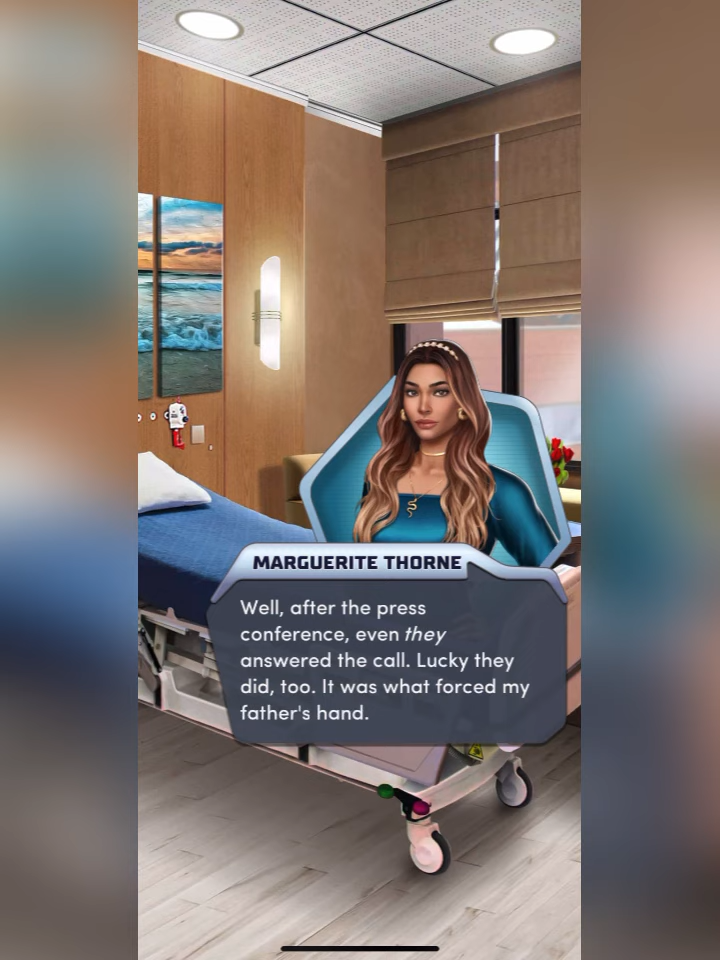 MARGUERITE THORNE
Well, after the press
conference, even they
answered the call. Lucky they
did, too. It was what forced my
father's hand.